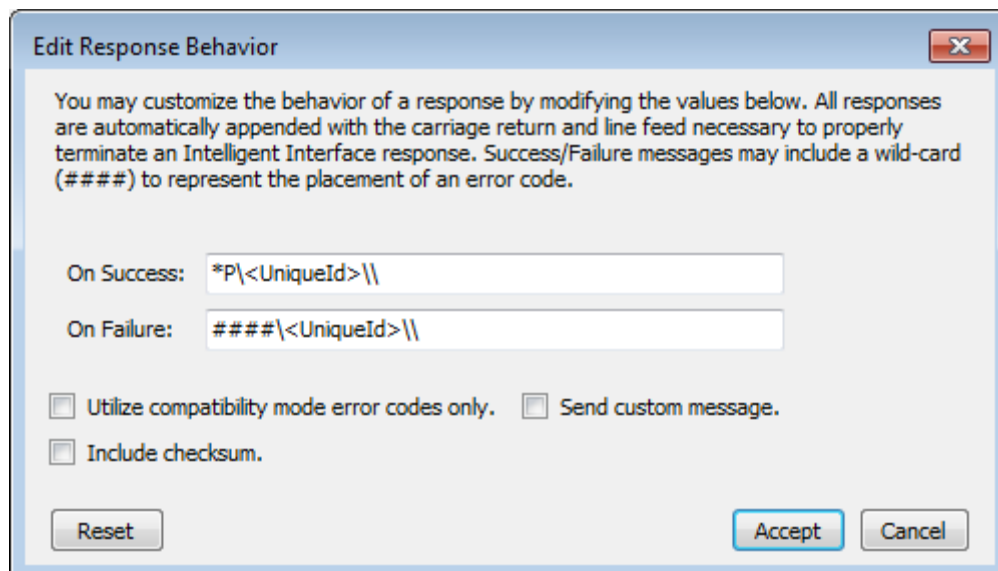 Edit Response Behavior
You may customize the behavior of a response by modifying the values below. All responses
are automatically appended with the carriage return and line feed necessary to properly
terminate an Intelligent Interface response. Success/Failure messages may include a wild-card
(####) to represent the placement of an error code.
On Success: *P\<UniqueId>\\
On Failure: ####\<UniqueId>\\
Utilize compatibility mode error codes only. Send custom message.
Include checksum.
Reset Accept Cancel